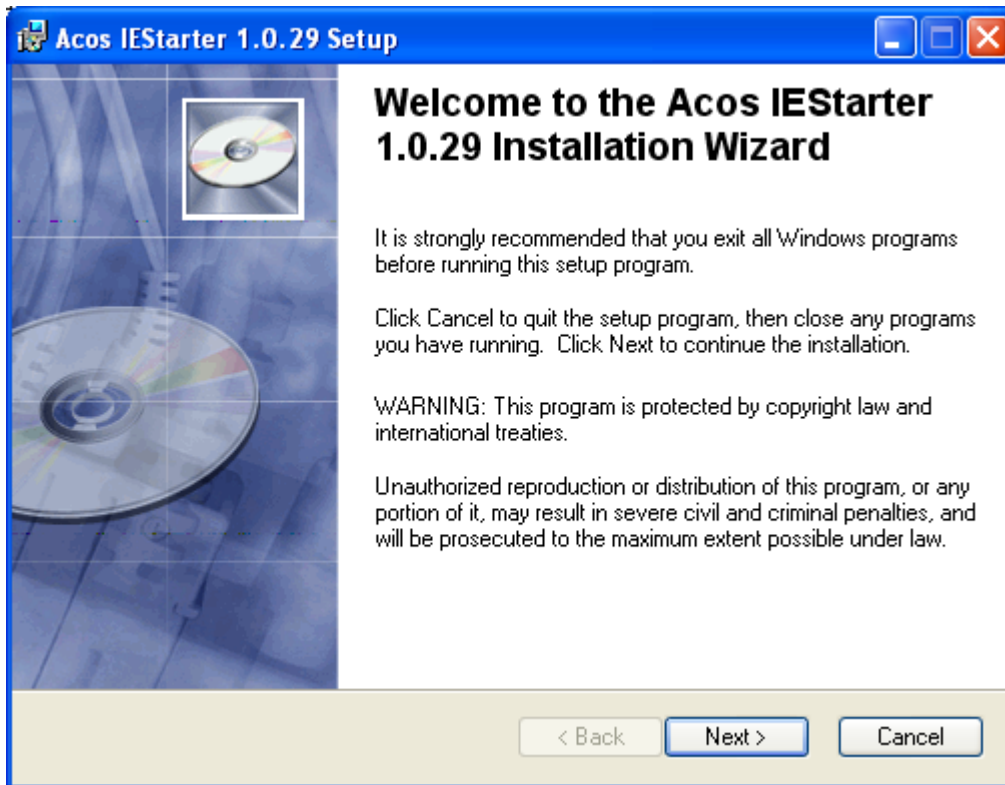 Acos IEStarter 1.0.29 Setup
Welcome to the Acos IEStarter
1.0.29 Installation Wizard
It is strongly recommended that you exit all Windows programs
before running this setup program.
Click Cancel to quit the setup program, then close any programs
you have running.  Click Next to continue the installation.
WARNING: This program is protected by copyright law and
international treaties.
Unauthorized reproduction or distribution of this program, or any
portion of it, may result in severe civil and criminal penalties, and
will be prosecuted to the maximum extent possible under law.
< Back
Next >
Cancel